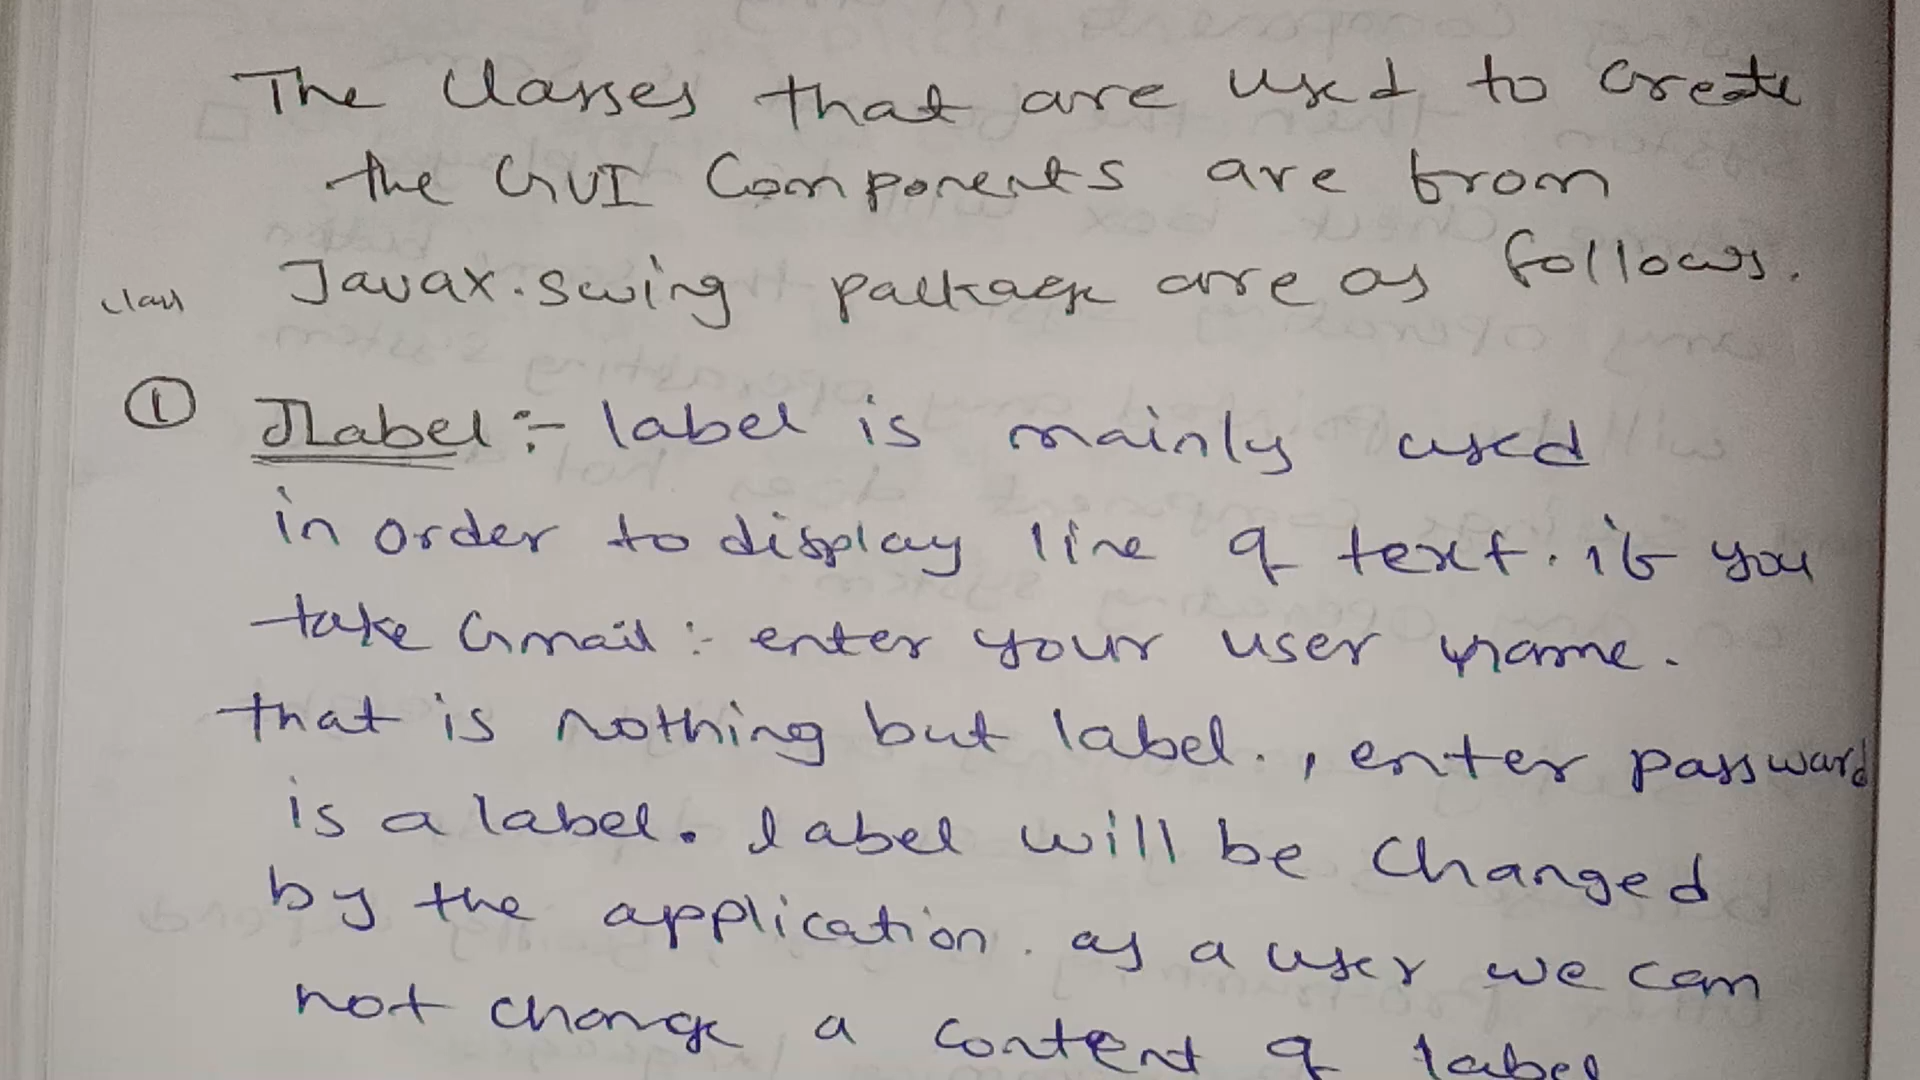 The classes that are used to create
the GUI Components are from
class Javax.swing package are as follows.
① JLabel :- label is mainly used
in order to display line of text. if you
take Gmail :- enter your user name.
that is nothing but label. , enter password
is a label. label will be changed
by the application. as a user we can
not change a content of label